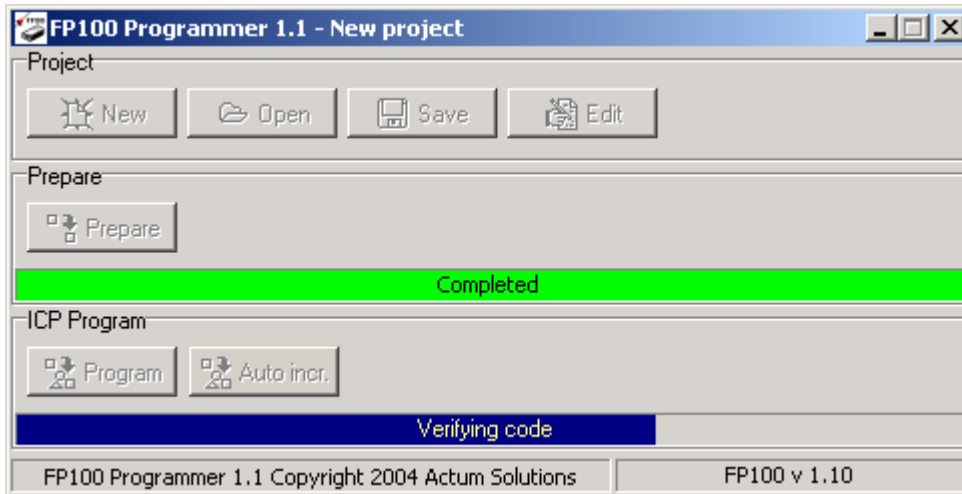 FP100 Programmer 1.1 - New project
Project
New Open Save Edit
Prepare
Prepare
Completed
ICP Program
Program Auto incr.
Verifying code
FP100 Programmer 1.1 Copyright 2004 Actum Solutions FP100 v 1.10